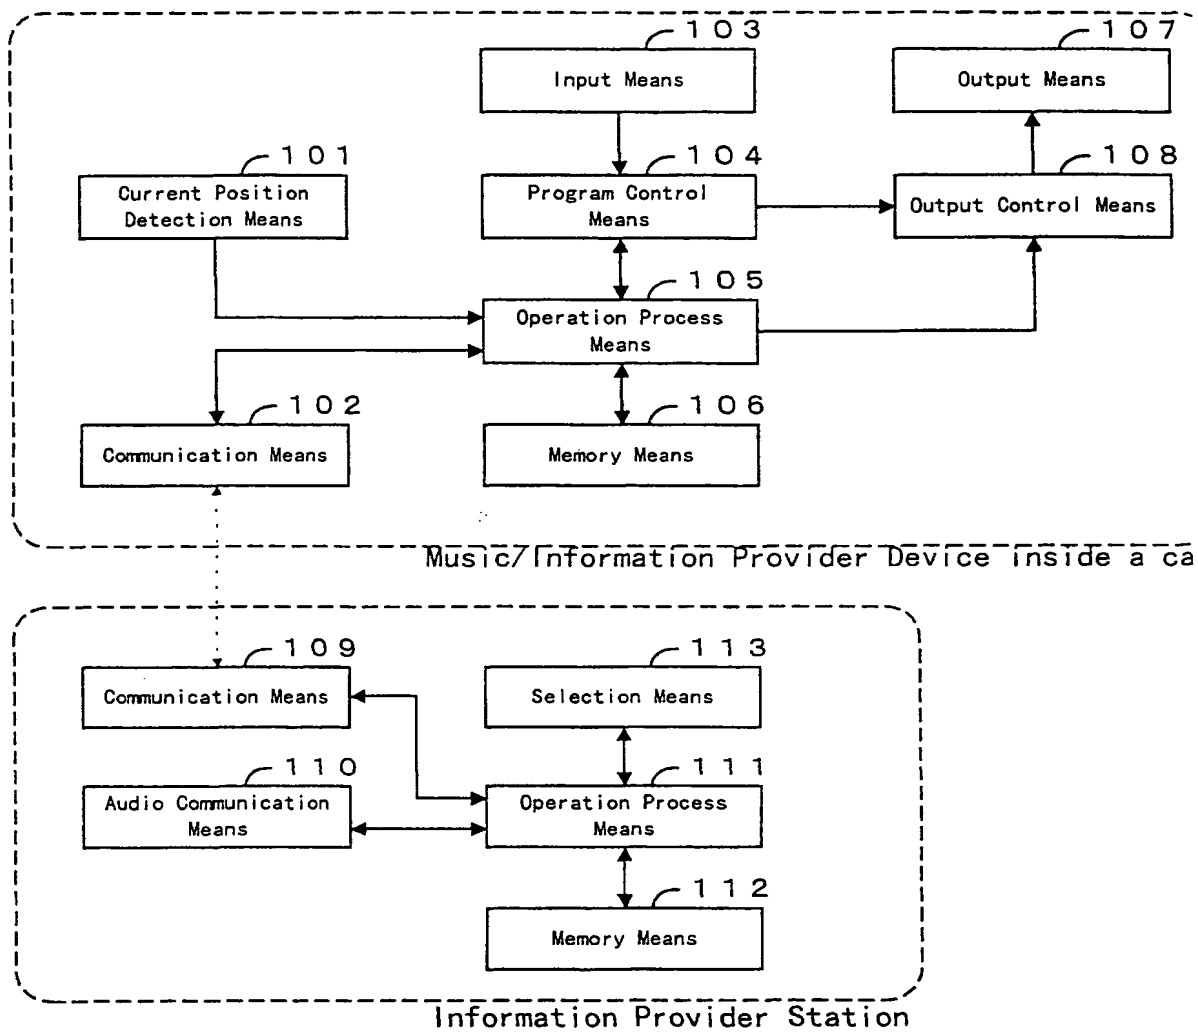 103
Input Means
107
Output Means
101
Current Position
Detection Means
104
Program Control
Means
108
Output Control Means
105
Operation Process
Means
102
Communication Means
106
Memory Means
Music/Information Provider Device inside a ca
109
Communication Means
113
Selection Means
110
Audio Communication
Means
111
Operation Process
Means
112
Memory Means
Information Provider Station